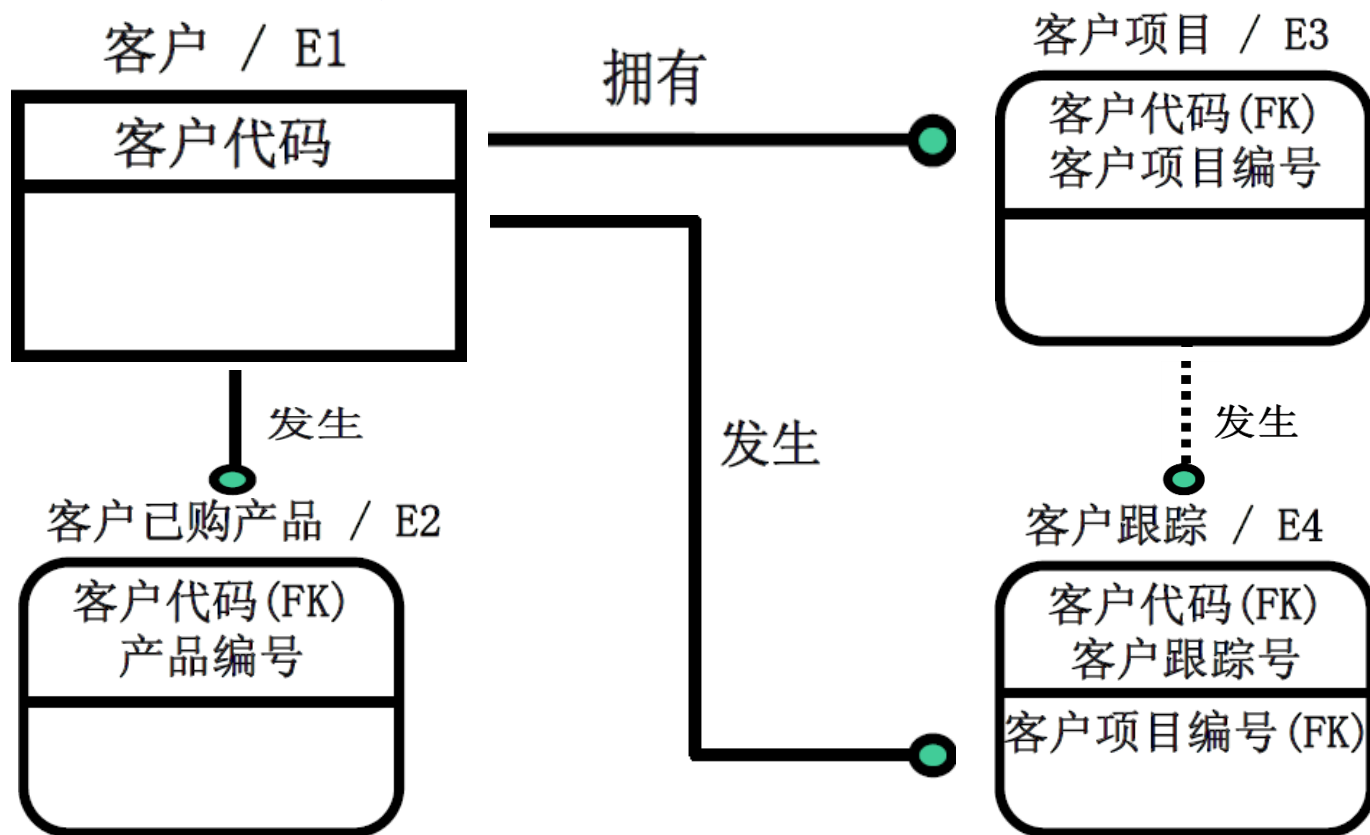 客户 / E1
客户代码
拥有
客户项目 / E3
客户代码(FK)
客户项目编号
发生
客户已购产品 / E2
客户代码(FK)
产品编号
发生
发生
客户跟踪 / E4
客户代码(FK)
客户跟踪号
客户项目编号(FK)